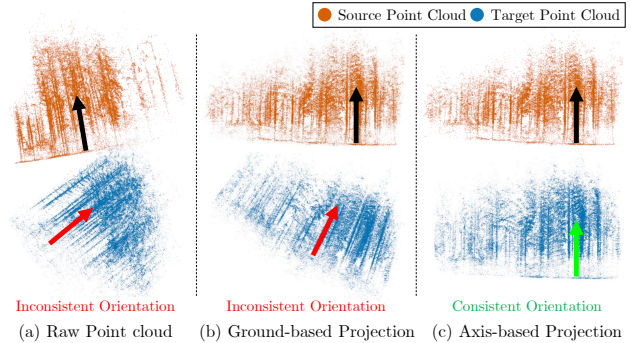 Source Point Cloud Target Point Cloud
Inconsistent Orientation Inconsistent Orientation Consistent Orientation
(a) Raw Point cloud (b) Ground-based Projection (c) Axis-based Projection